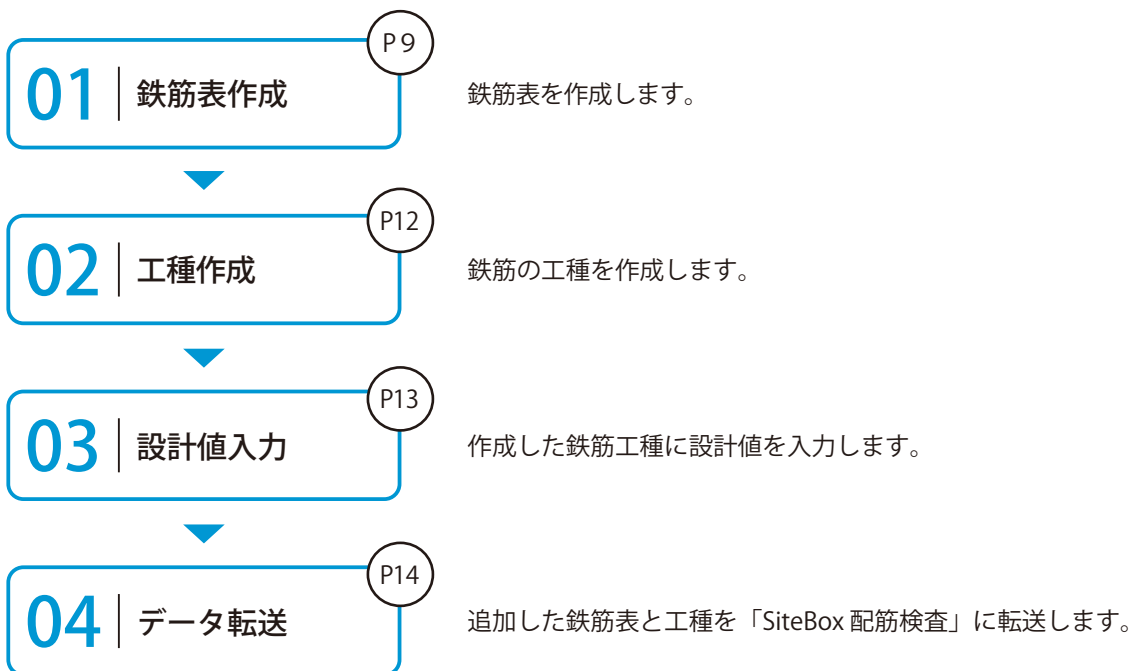 P 9
01 鉄筋表作成
鉄筋表を作成します。
P12
02 工種作成
鉄筋の工種を作成します。
P13
03 設計値入力
作成した鉄筋工種に設計値を入力します。
P14
04 データ転送
追加した鉄筋表と工種を「SiteBox 配筋検査」に転送します。